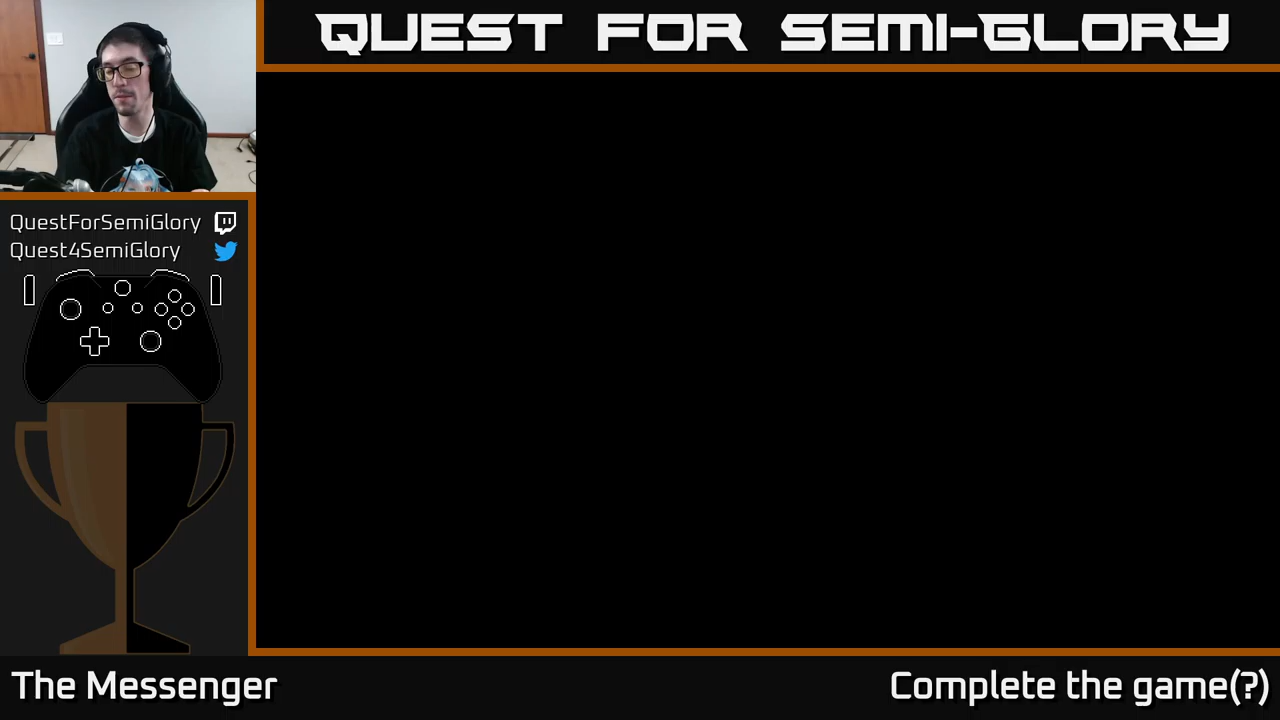 QUEST FOR SEMI-GLORY
QuestForSemiGlory
Quest4SemiGlory
The Messenger
Complete the game(?)